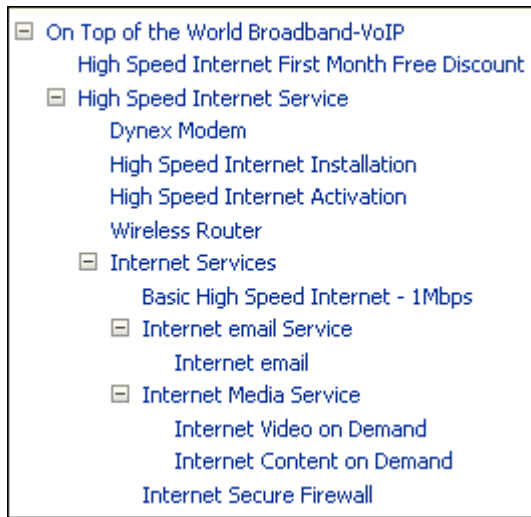 On Top of the World Broadband-VoIP
High Speed Internet First Month Free Discount
High Speed Internet Service
Dynex Modem
High Speed Internet Installation
High Speed Internet Activation
Wireless Router
Internet Services
Basic High Speed Internet - 1Mbps
Internet email Service
Internet email
Internet Media Service
Internet Video on Demand
Internet Content on Demand
Internet Secure Firewall